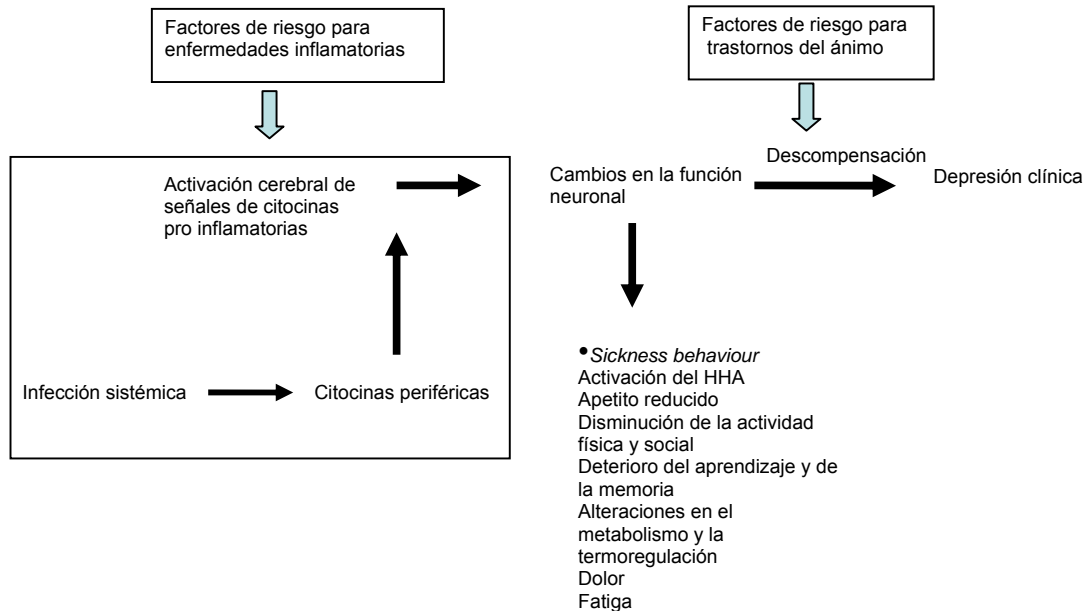 Factores de riesgo para
enfermedades inflamatorias
Factores de riesgo para
trastornos del ánimo
Activación cerebral de
señales de citocinas
pro inflamatorias
Cambios en la función
neuronal
Descompensación
Depresión clínica
Infección sistémica
Citocinas periféricas
•Sickness behaviour
Activación del HHA
Apetito reducido
Disminución de la actividad
física y social
Deterioro del aprendizaje y de
la memoria
Alteraciones en el
metabolismo y la
termoregulación
Dolor
Fatiga